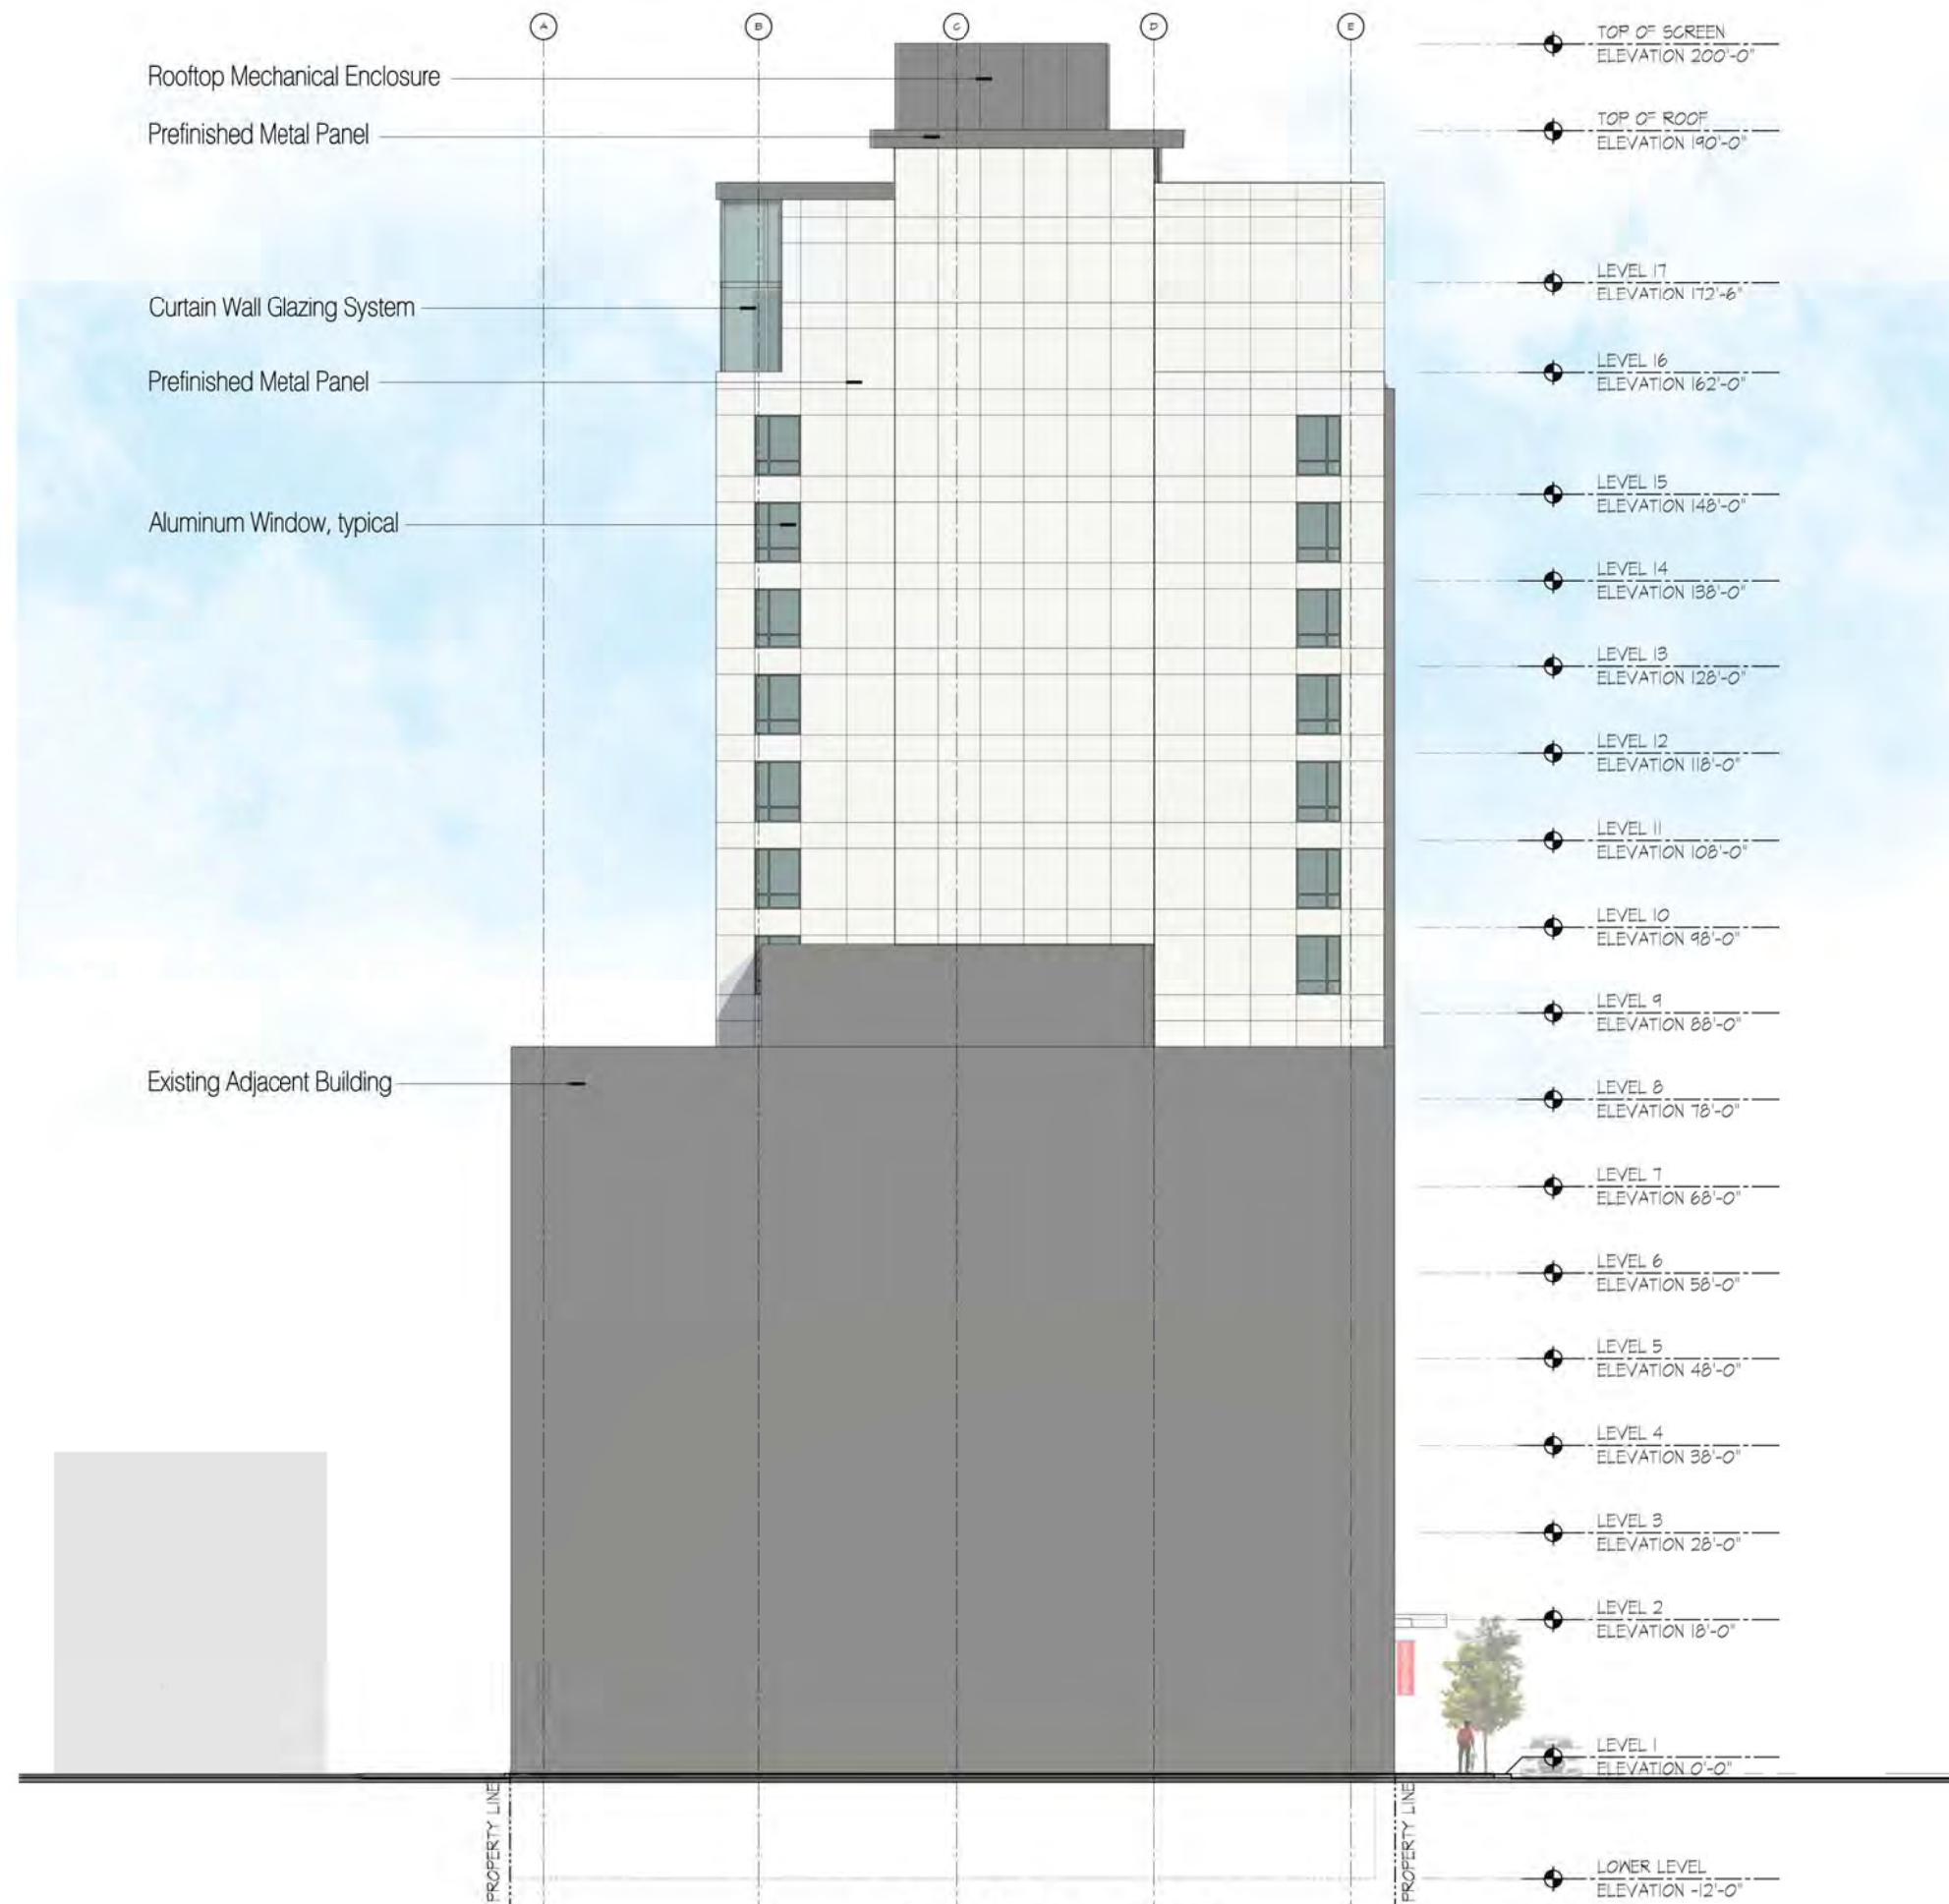 A
B
C
D
E
Rooftop Mechanical Enclosure
Prefinished Metal Panel
Curtain Wall Glazing System
Prefinished Metal Panel
Aluminum Window, typical
Existing Adjacent Building
TOP OF SCREEN
ELEVATION 200'-0"
TOP OF ROOF
ELEVATION 190'-0"
LEVEL 17
ELEVATION 172'-6"
LEVEL 16
ELEVATION 162'-0"
LEVEL 15
ELEVATION 148'-0"
LEVEL 14
ELEVATION 138'-0"
LEVEL 13
ELEVATION 128'-0"
LEVEL 12
ELEVATION 118'-0"
LEVEL 11
ELEVATION 108'-0"
LEVEL 10
ELEVATION 98'-0"
LEVEL 9
ELEVATION 88'-0"
LEVEL 8
ELEVATION 78'-0"
LEVEL 7
ELEVATION 68'-0"
LEVEL 6
ELEVATION 58'-0"
LEVEL 5
ELEVATION 48'-0"
LEVEL 4
ELEVATION 38'-0"
LEVEL 3
ELEVATION 28'-0"
LEVEL 2
ELEVATION 18'-0"
LEVEL 1
ELEVATION 0'-0"
LOWER LEVEL
ELEVATION -12'-0"
PROPERTY LINE
PROPERTY LINE